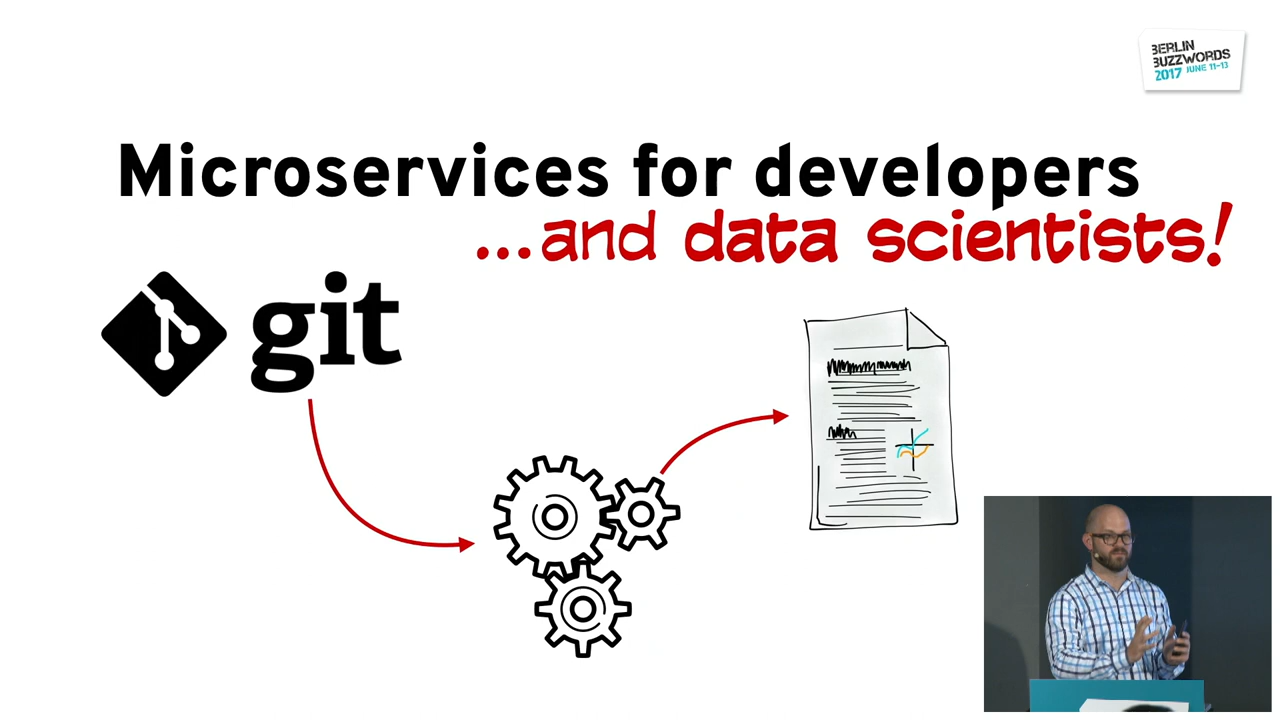 BERLIN
BUZZWORDS
2017 JUNE 11-13
Microservices for developers
...and data scientists!
git